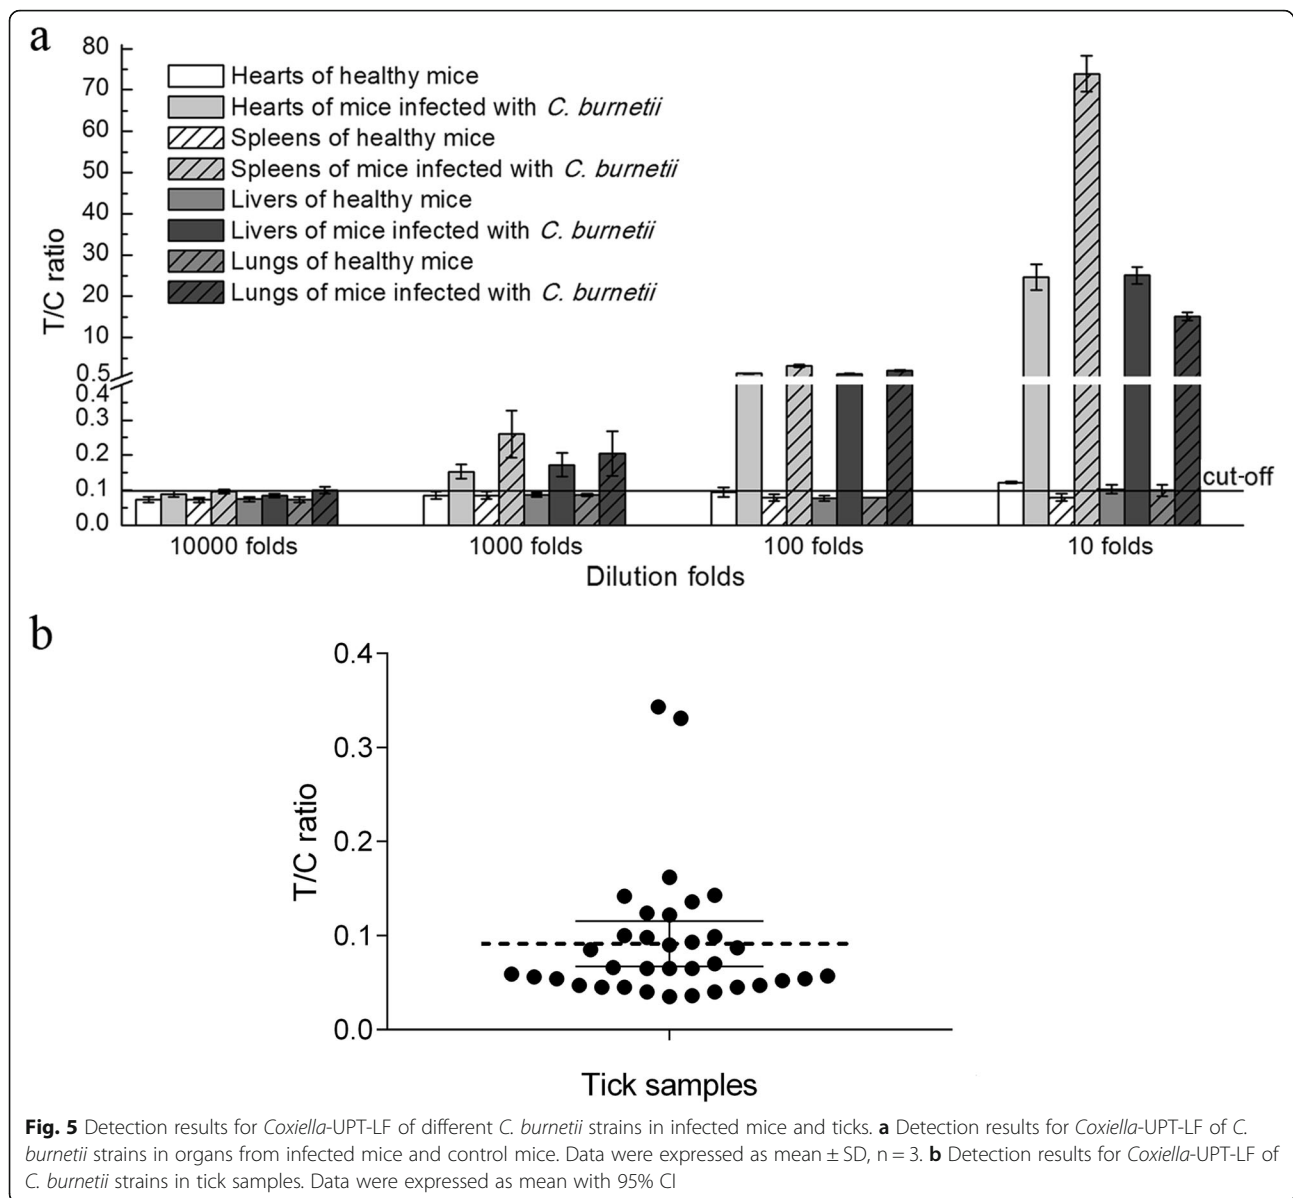 a
80
70
60
50
40
30
20
10
0.5
0.4
0.3
0.2
0.1
0.0
T/C ratio
Hearts of healthy mice
Hearts of mice infected with C. burnetii
Spleens of healthy mice
Spleens of mice infected with C. burnetii
Livers of healthy mice
Livers of mice infected with C. burnetii
Lungs of healthy mice
Lungs of mice infected with C. burnetii
cut-off
10000 folds 1000 folds 100 folds 10 folds
Dilution folds
b
0.4
0.3
0.2
0.1
0.0
T/C ratio
Tick samples
Fig. 5 Detection results for Coxiella-UPT-LF of different C. burnetii strains in infected mice and ticks. a Detection results for Coxiella-UPT-LF of C.
burnetii strains in organs from infected mice and control mice. Data were expressed as mean ± SD, n = 3. b Detection results for Coxiella-UPT-LF of
C. burnetii strains in tick samples. Data were expressed as mean with 95% CI